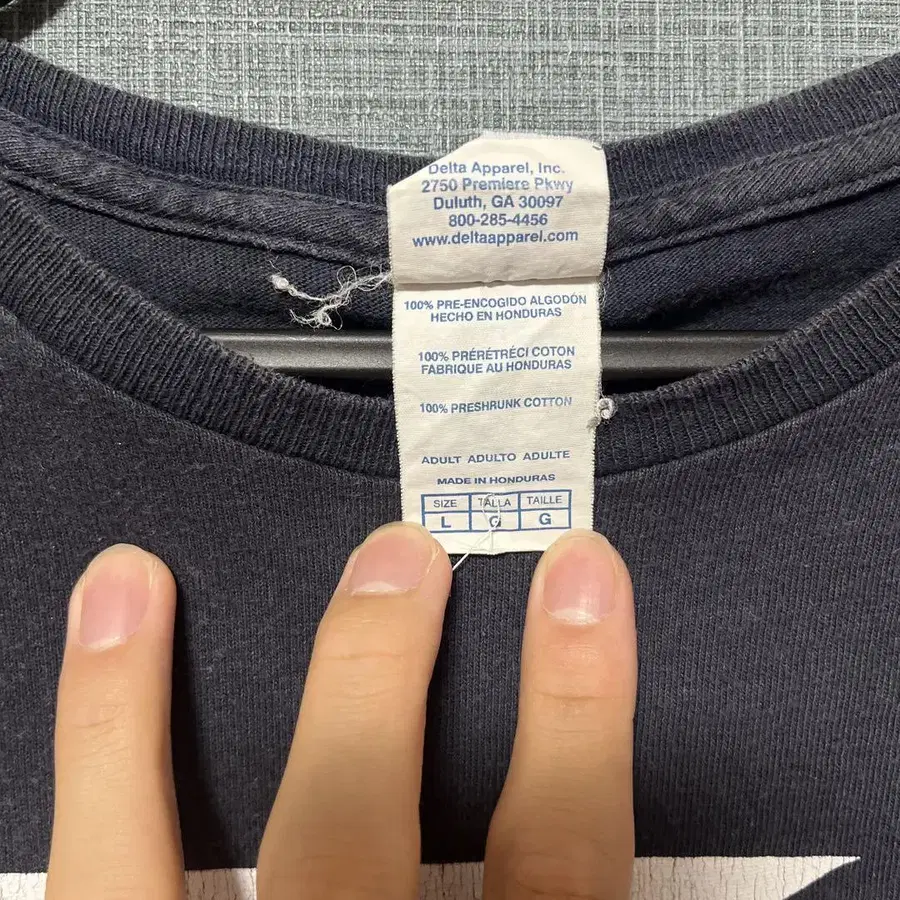 Delta Apparel, Inc.
2750 Premiere Pkwy
Duluth, GA 30097
800-285-4456
www.deltaapparel.com
100% PRE-ENCOGIDO ALGODÓN
HECHO EN HONDURAS
100% PRÉRÉTRÉCI COTON
FABRIQUE AU HONDURAS
100% PRESHRUNK COTTON
ADULT ADULTO ADULTE
MADE IN HONDURAS
SIZE TALLA TAILLE
L G G